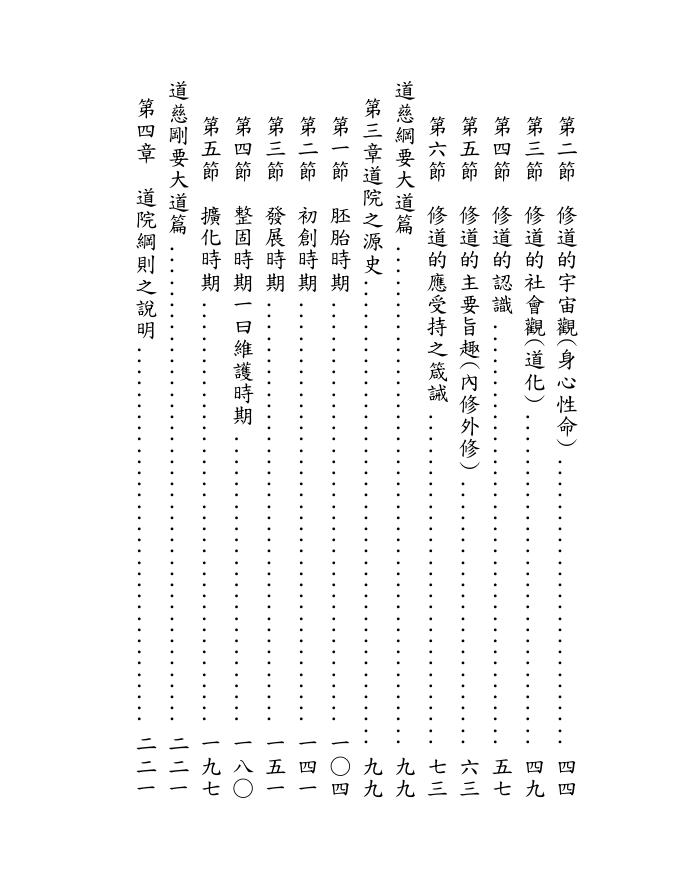 第二節　修道的宇宙觀(身心性命)……………………四四
第三節　修道的社會觀(道化)……………………四九
第四節　修道的認識……………………五七
第五節　修道的主要旨趣(內修外修)……………………六三
第六節　修道的應受持之箴誡……………………七三
道慈綱要大道篇……………………九九
第三章道院之源史……………………九九
第一節　胚胎時期……………………一〇四
第二節　初創時期……………………一四一
第三節　發展時期……………………一五一
第四節　整固時期一曰維護時期……………………一八〇
第五節　擴化時期……………………一九七
道慈剛要大道篇……………………二二一
第四章　道院綱則之說明……………………二二一